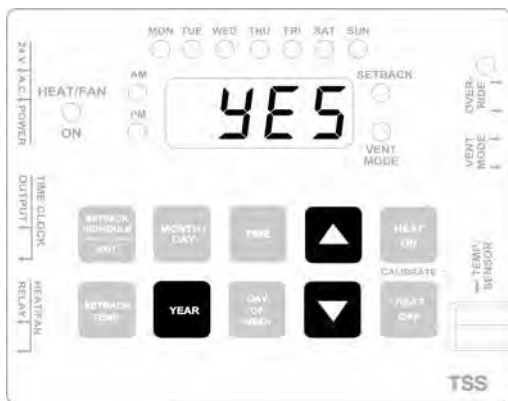 MON TUE WED THU FRI SAT SUN
24 V. A.C. POWER
HEAT/FAN
ON
AM
PM
YES
SETBACK
VENT
MODE
OVER-
RIDE
VENT
MODE
TIME CLOCK
OUTPUT
SETBACK
SCHEDULE
EXIT
MONTH /
DAY
TIME
HEAT
ON
CALIBRATE
TEMP.
SENSOR
HEAT/FAN
RELAY
SETBACK
TEMP
YEAR
DAY
OF
WEEK
HEAT
OFF
TSS